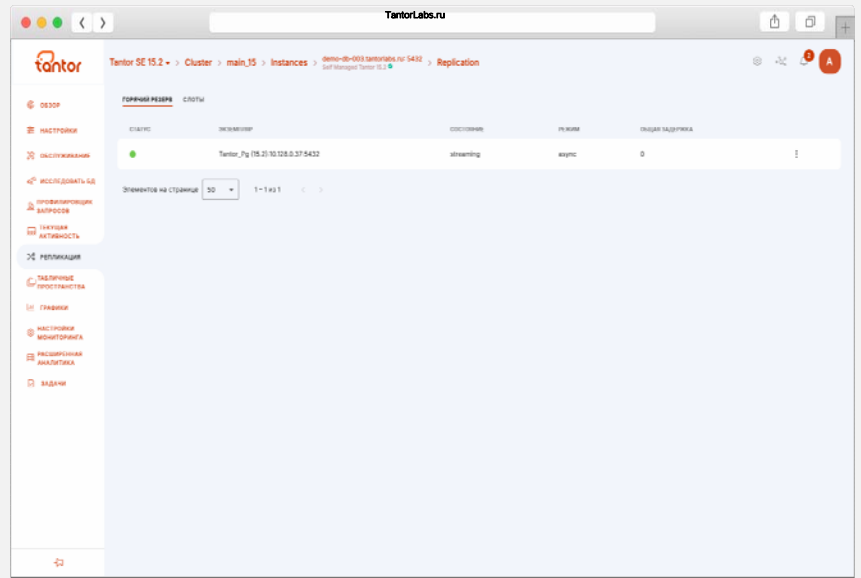 TantorLabs.ru
tantor
Tantor SE 15.2 > Cluster > main_15 > Instances > demo-db-003.tantorlabs.ru: 5432 > Replication
Self Managed Tantor 15.2
2
A
ГОРЯЧИЙ РЕЗЕРВ СЛОТЫ
СТАТУС ЭКЗЕМПЛЯР СОСТОЯНИЕ РЕЖИМ ОБЩАЯ ЗАДЕРЖКА
Tantor_Pg (15.2) 10.128.0.37:5432 streaming async 0
Элементов на странице 50 1 – 1 из 1
ОБЗОР
НАСТРОЙКИ
ОБСЛУЖИВАНИЕ
ИССЛЕДОВАТЬ БД
ПРОФИЛИРОВЩИК
ЗАПРОСОВ
ТЕКУЩАЯ
АКТИВНОСТЬ
РЕПЛИКАЦИЯ
ТАБЛИЧНЫЕ
ПРОСТРАНСТВА
ГРАФИКИ
НАСТРОЙКИ
МОНИТОРИНГА
РАСШИРЕННАЯ
АНАЛИТИКА
ЗАДАЧИ